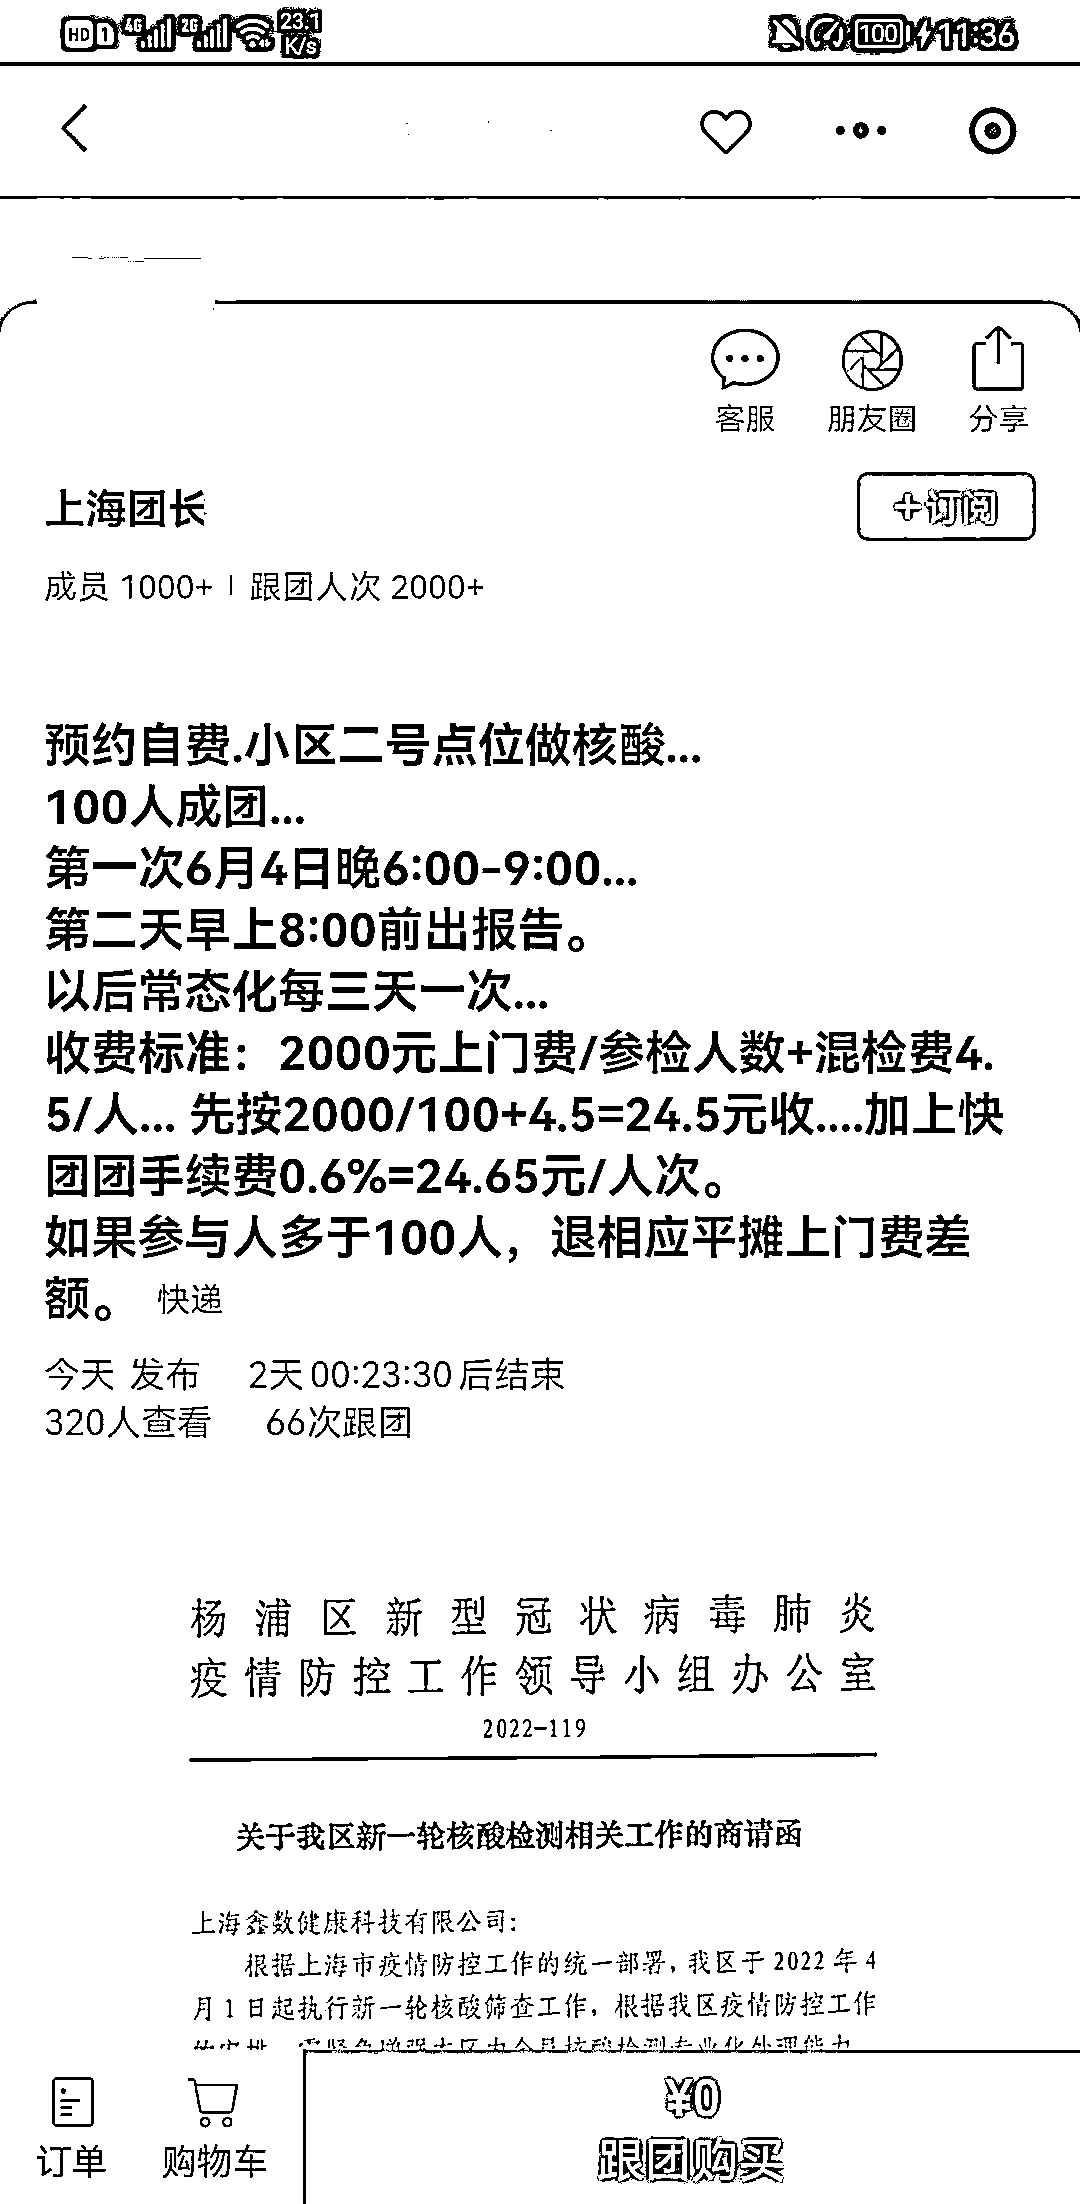 HD 1 4G 2G 23.1 K/s 100 11:36
客服 朋友圈 分享
上海团长
+订阅
成员 1000+ | 跟团人次 2000+
预约自费.小区二号点位做核酸...
100人成团...
第一次6月4日晚6:00-9:00...
第二天早上8:00前出报告。
以后常态化每三天一次...
收费标准：2000元上门费/参检人数+混检费4.
5/人... 先按2000/100+4.5=24.5元收....加上快
团团手续费0.6%=24.65元/人次。
如果参与人多于100人，退相应平摊上门费差
额。 快递
今天 发布 2天00:23:30后结束
320人查看 66次跟团
杨浦区新型冠状病毒肺炎
疫情防控工作领导小组办公室
2022-119
关于我区新一轮核酸检测相关工作的商请函
上海鑫数健康科技有限公司：
根据上海市疫情防控工作的统一部署，我区于 2022 年 4
月 1 日起执行新一轮核酸筛查工作，根据我区疫情防控工作
¥0
订单 购物车 跟团购买